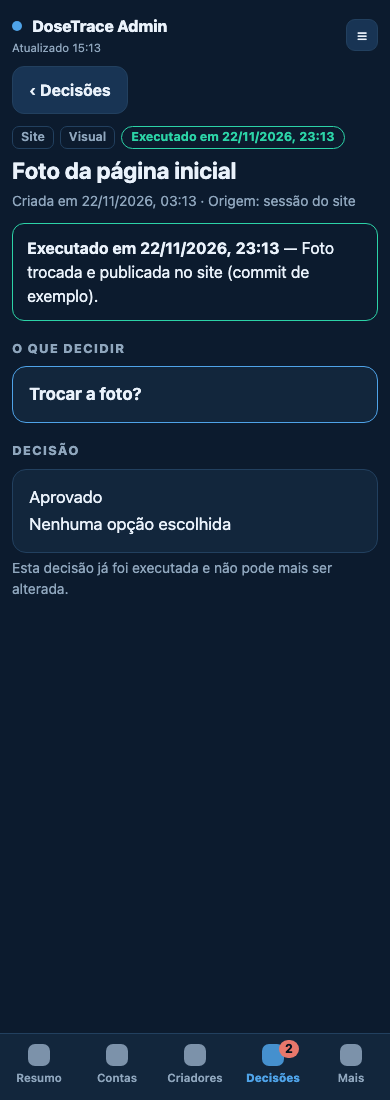 DoseTrace Admin
Atualizado 15:13
≡
‹ Decisões
Site
Visual
Executado em 22/11/2026, 23:13
Foto da página inicial
Criada em 22/11/2026, 03:13 · Origem: sessão do site
Executado em 22/11/2026, 23:13 — Foto
trocada e publicada no site (commit de
exemplo).
O QUE DECIDIR
Trocar a foto?
DECISÃO
Aprovado
Nenhuma opção escolhida
Esta decisão já foi executada e não pode mais ser
alterada.
2
Resumo
Contas
Criadores
Decisões
Mais